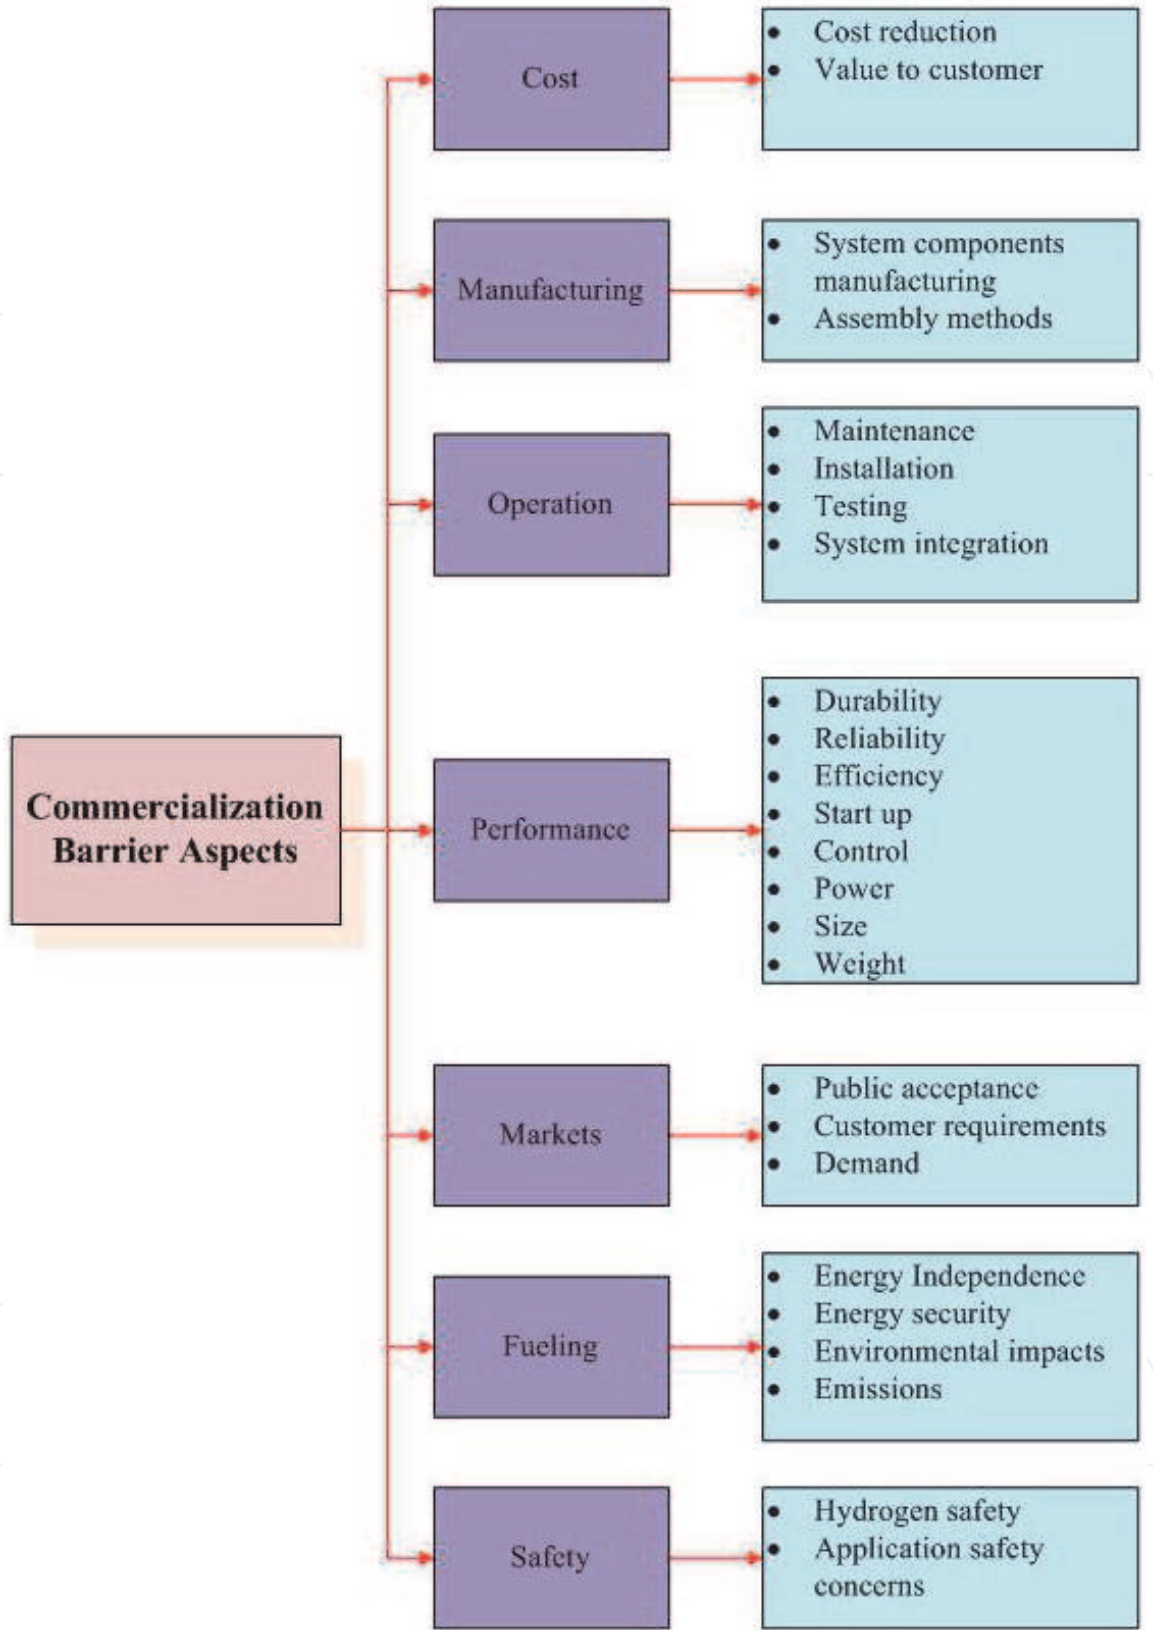 Commercialization
Barrier Aspects
Cost
• Cost reduction
• Value to customer
Manufacturing
• System components
manufacturing
• Assembly methods
Operation
• Maintenance
• Installation
• Testing
• System integration
Performance
• Durability
• Reliability
• Efficiency
• Start up
• Control
• Power
• Size
• Weight
Markets
• Public acceptance
• Customer requirements
• Demand
Fueling
• Energy Independence
• Energy security
• Environmental impacts
• Emissions
Safety
• Hydrogen safety
• Application safety
concerns